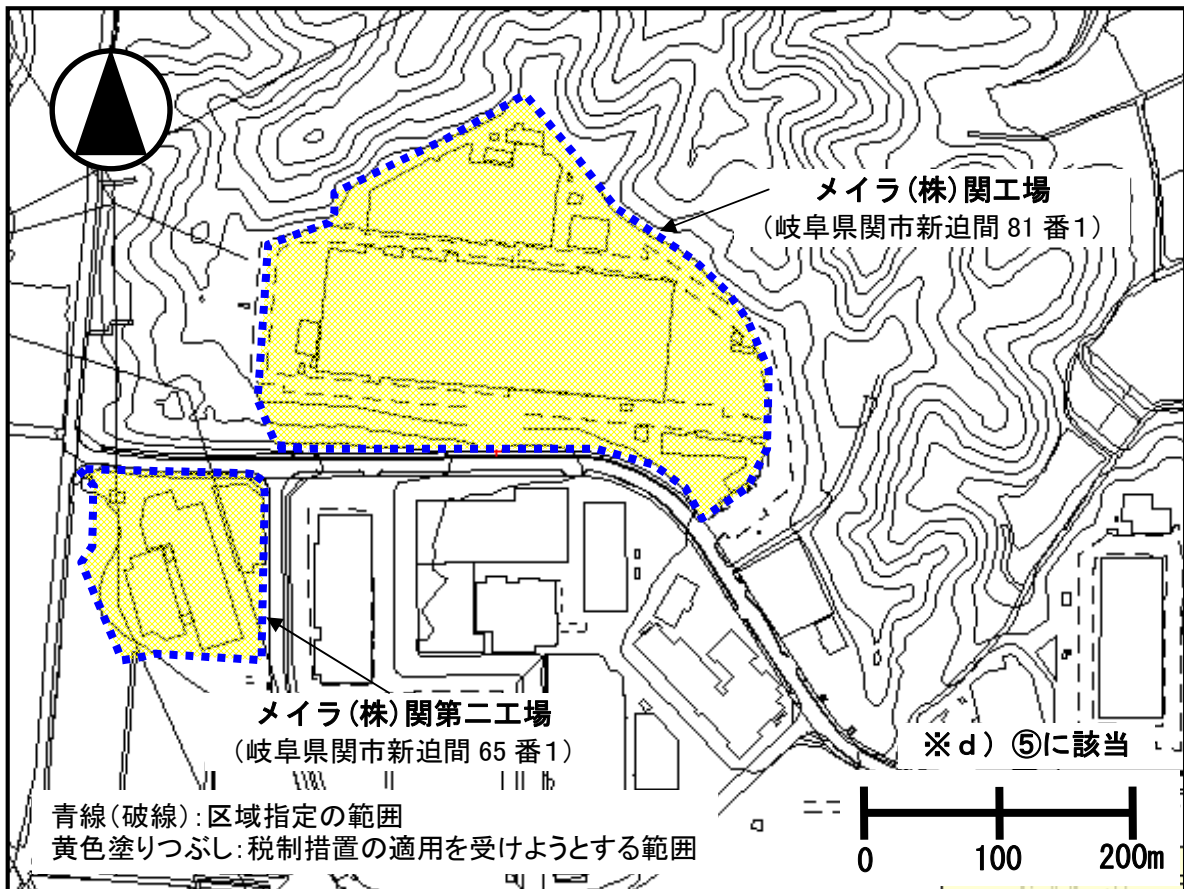 メイラ(株)関工場
(岐阜県関市新迫間 81 番1)
メイラ(株)関第二工場
(岐阜県関市新迫間 65 番1)
※d) ⑤に該当
青線(破線):区域指定の範囲
黄色塗りつぶし:税制措置の適用を受けようとする範囲
0 100 200m